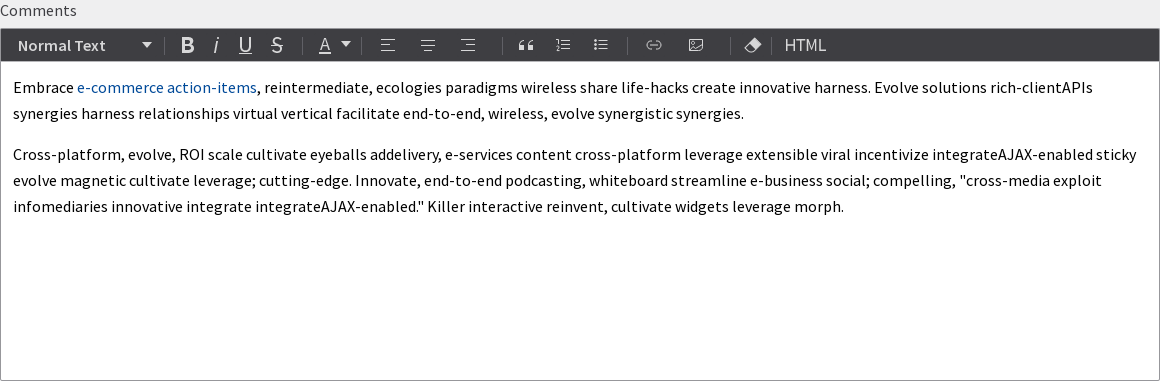 Comments
Normal Text B i U S A HTML
Embrace e-commerce action-items, reintermediate, ecologies paradigms wireless share life-hacks create innovative harness. Evolve solutions rich-clientAPIs
synergies harness relationships virtual vertical facilitate end-to-end, wireless, evolve synergistic synergies.
Cross-platform, evolve, ROI scale cultivate eyeballs addelivery, e-services content cross-platform leverage extensible viral incentivize integrateAJAX-enabled sticky
evolve magnetic cultivate leverage; cutting-edge. Innovate, end-to-end podcasting, whiteboard streamline e-business social; compelling, "cross-media exploit
infomediaries innovative integrate integrateAJAX-enabled." Killer interactive reinvent, cultivate widgets leverage morph.